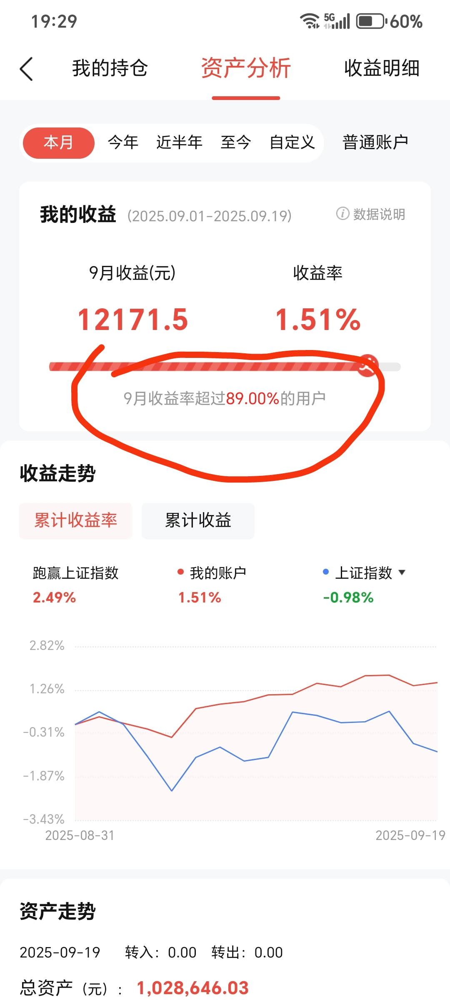 19:29 5G 60%
我的持仓 资产分析 收益明细
本月 今年 近半年 至今 自定义 普通账户
我的收益 (2025.09.01-2025.09.19) i 数据说明
9月收益(元) 收益率
12171.5 1.51%
9月收益率超过89.00%的用户
收益走势
累计收益率 累计收益
跑赢上证指数 我的账户 上证指数
2.49% 1.51% -0.98%
2.82%
1.26%
-0.31%
-1.87%
-3.43%
2025-08-31 2025-09-19
资产走势
2025-09-19 转入：0.00 转出：0.00
总资产（元）：1,028,646.03